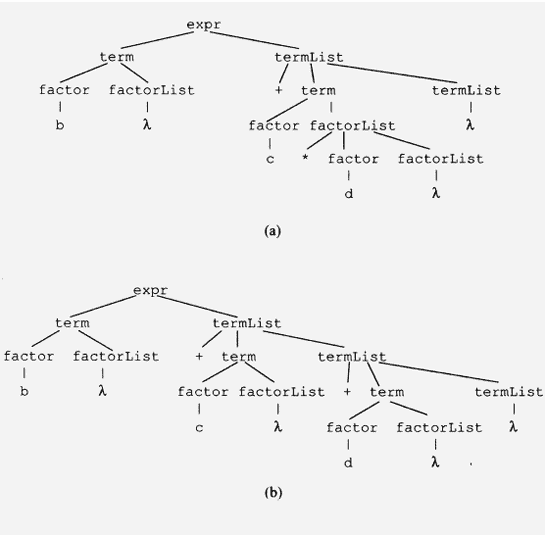 expr
term termList
factor factorList + term termList
b λ factor factorList λ
c * factor factorList
d λ
(a)
expr
term termList
factor factorList + term termList
b λ factor factorList + term termList
c λ factor factorList λ
d λ
(b)